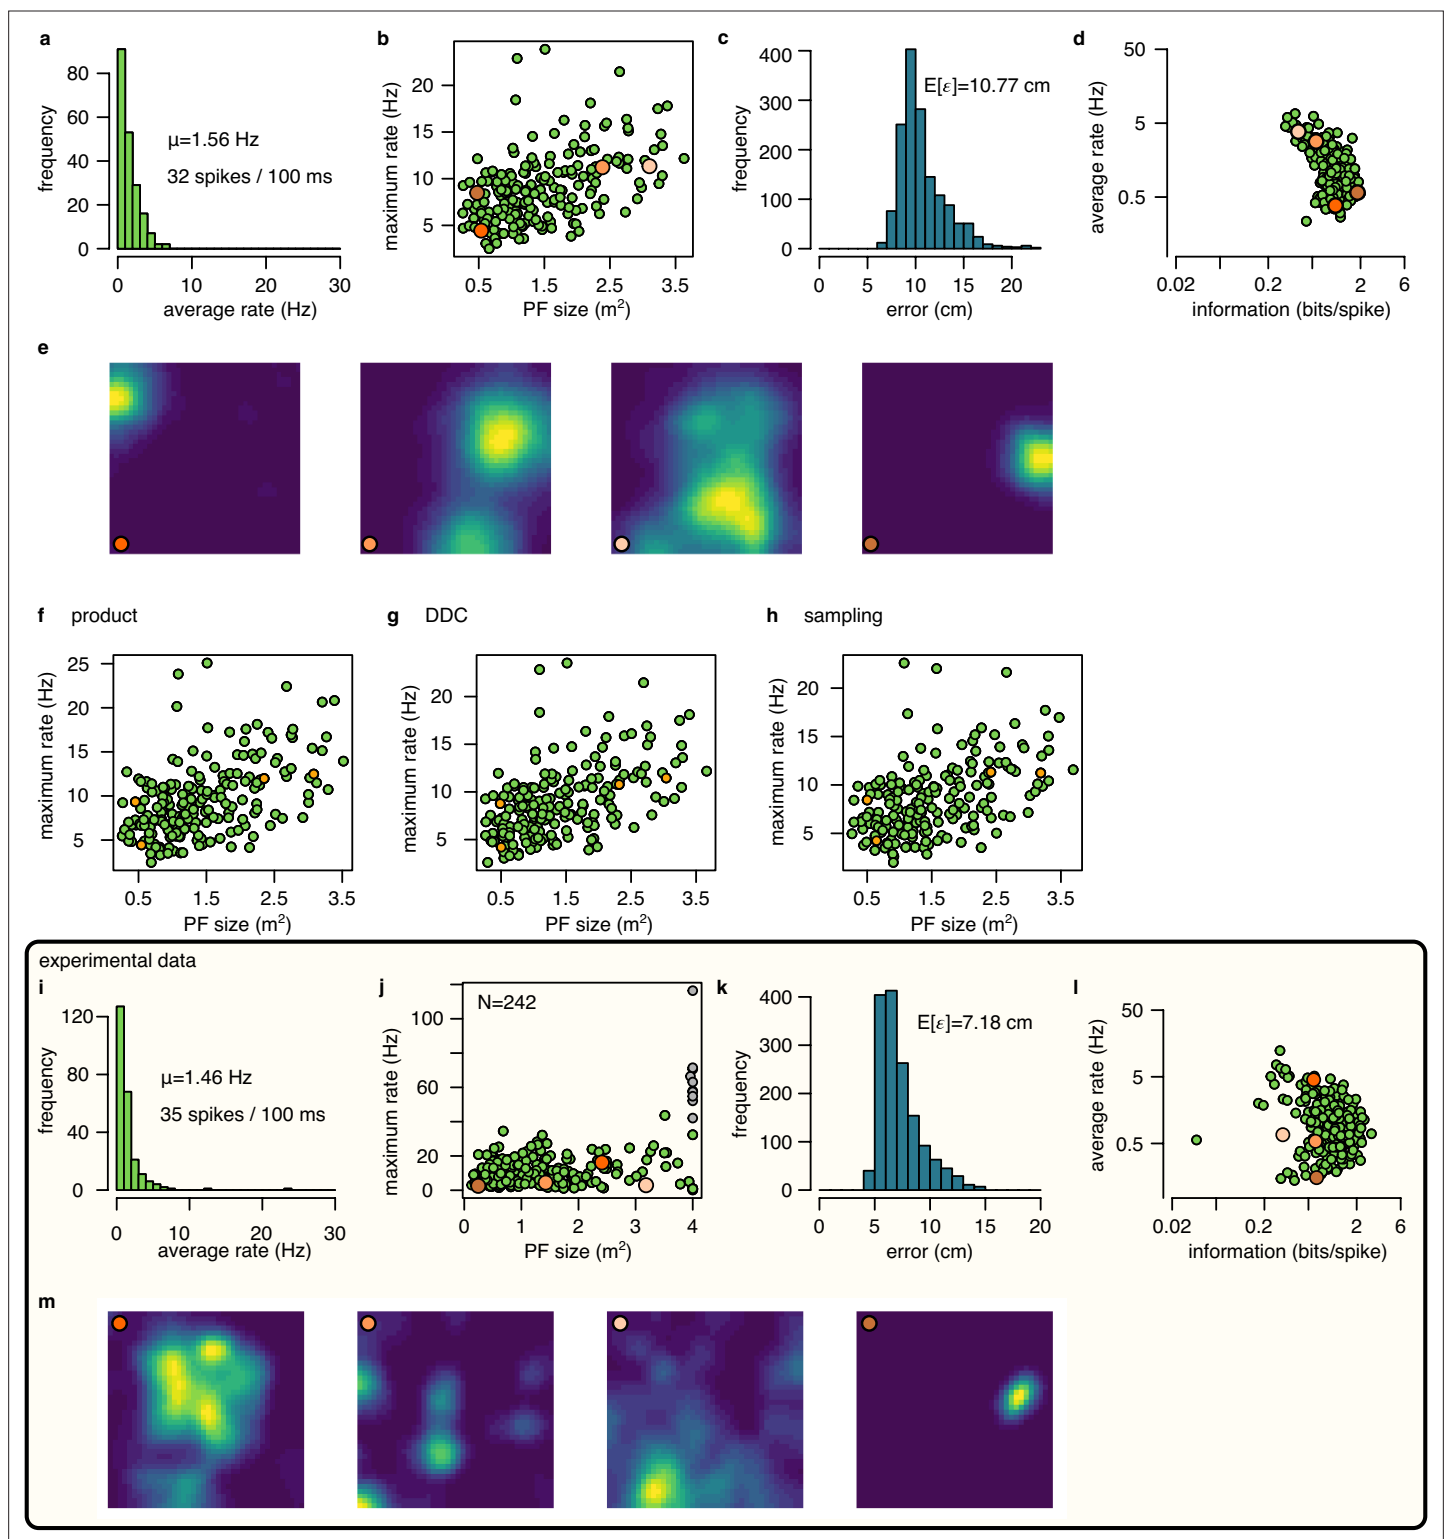 a
frequency
80
60
40
20
0
μ=1.56 Hz
32 spikes / 100 ms
0 10 20 30
average rate (Hz)
b
maximum rate (Hz)
20
15
10
5
0.5 1.5 2.5 3.5
PF size (m²)
c
frequency
400
300
200
100
0
E[ε]=10.77 cm
0 5 10 15 20
error (cm)
d
average rate (Hz)
50
5
0.5
0.02 0.2 2 6
information (bits/spike)
e
f product
maximum rate (Hz)
25
20
15
10
5
0.5 1.5 2.5 3.5
PF size (m²)
g DDC
maximum rate (Hz)
20
15
10
5
0.5 1.5 2.5 3.5
PF size (m²)
h sampling
maximum rate (Hz)
20
15
10
5
0.5 1.5 2.5 3.5
PF size (m²)
experimental data
i
frequency
120
80
40
0
μ=1.46 Hz
35 spikes / 100 ms
0 10 20 30
average rate (Hz)
j
maximum rate (Hz)
100
60
20
0
N=242
0 1 2 3 4
PF size (m²)
k
frequency
400
300
200
100
0
E[ε]=7.18 cm
0 5 10 15 20
error (cm)
l
average rate (Hz)
50
5
0.5
0.02 0.2 2 6
information (bits/spike)
m